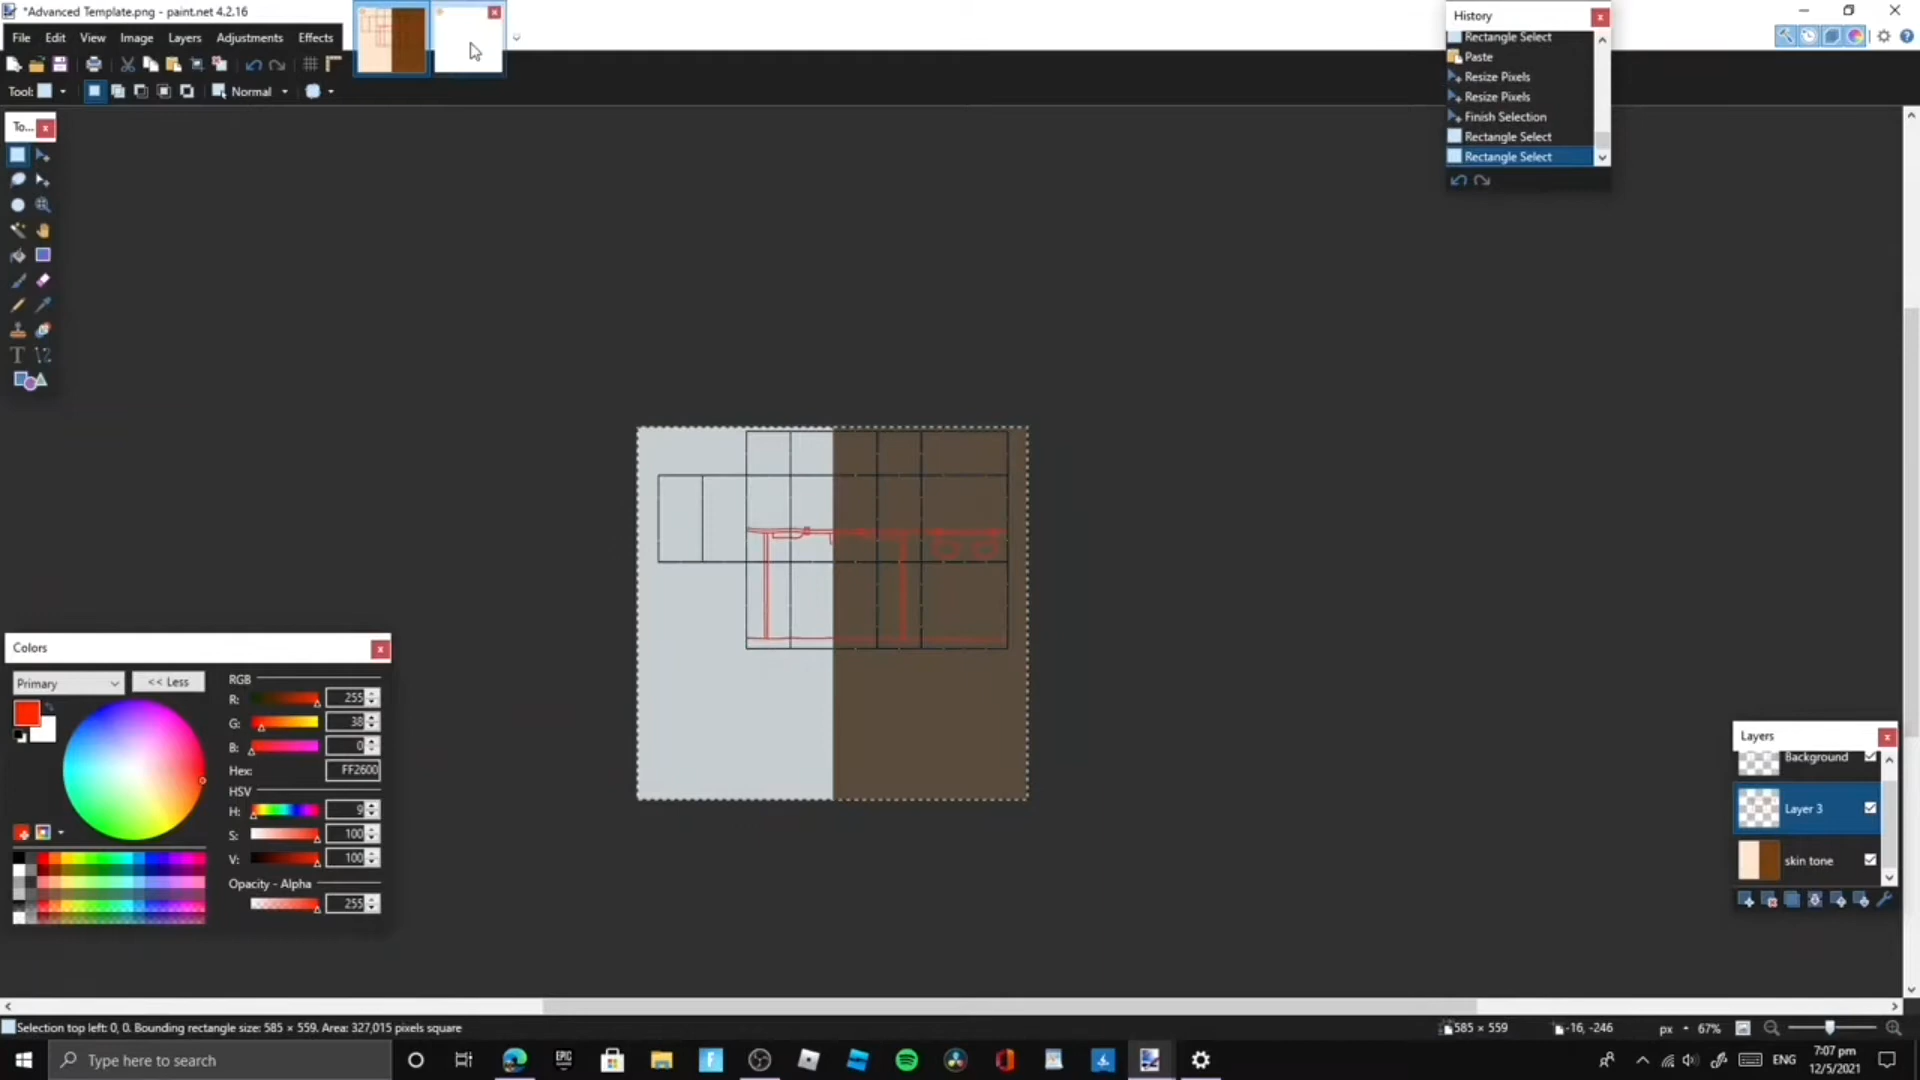 *Advanced Template.png - paint.net 4.2.16
File Edit View Image Layers Adjustments Effects
Tool: Normal
To...
History
Rectangle Select
Paste
Resize Pixels
Resize Pixels
Finish Selection
Rectangle Select
Rectangle Select
Colors
Primary
<< Less
RGB
R: 255
G: 38
B: 0
Hex: FF2600
HSV
H: 9
S: 100
V: 100
Opacity - Alpha
255
Layers
Background
Layer 3
skin tone
Selection top left: 0, 0. Bounding rectangle size: 585 × 559. Area: 327,015 pixels square
585 × 559
-16, -246
px
67%
Type here to search
EPIC
ENG
7:07 pm
12/5/2021